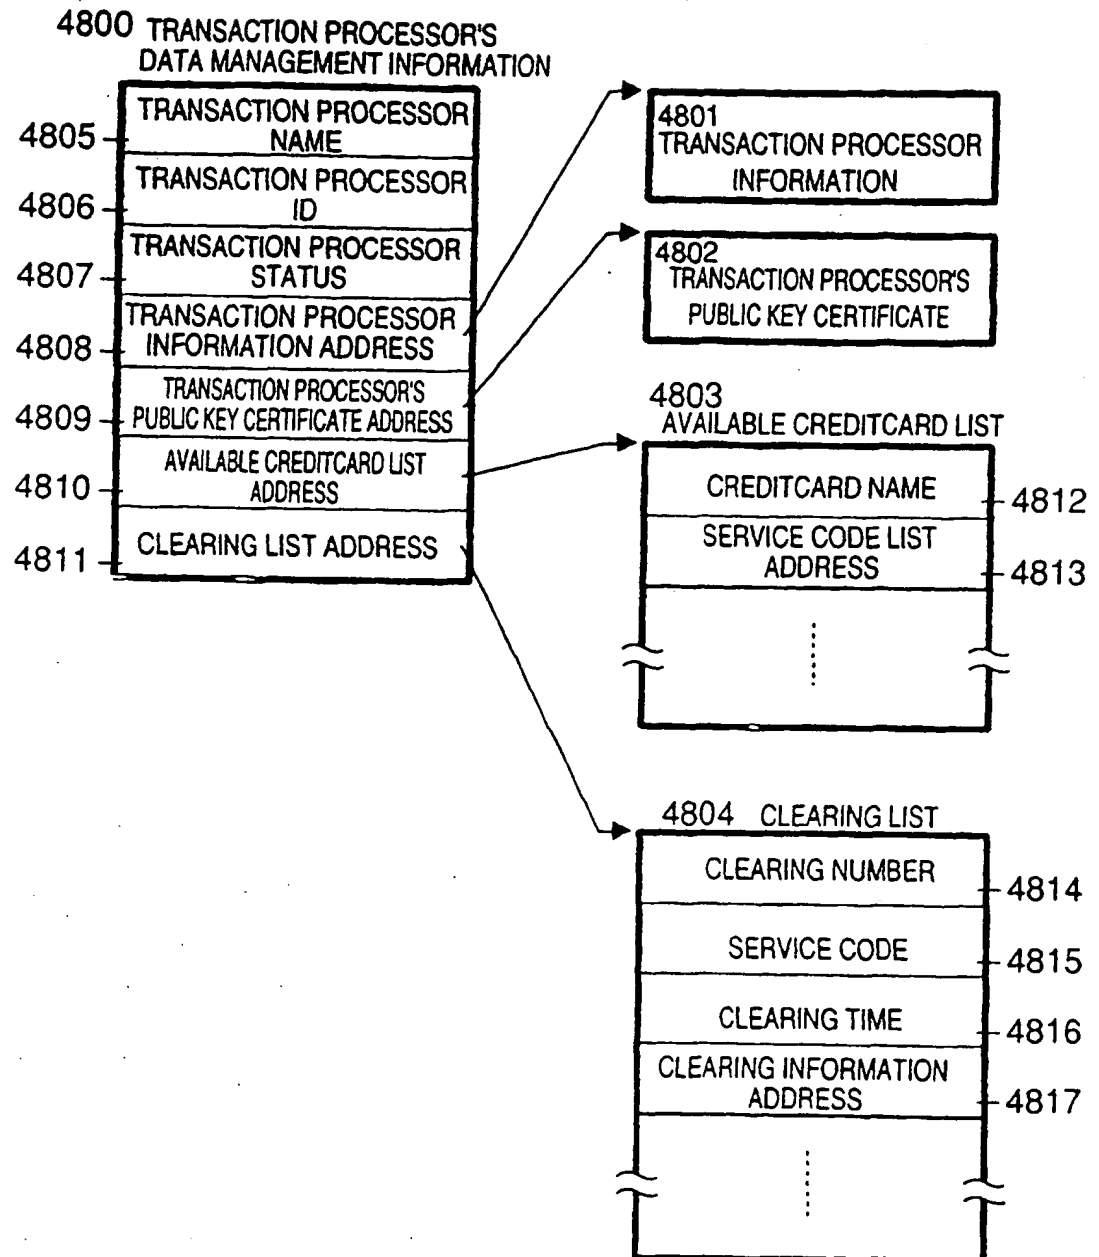 4800 TRANSACTION PROCESSOR'S
DATA MANAGEMENT INFORMATION
4805 TRANSACTION PROCESSOR
NAME
4806 TRANSACTION PROCESSOR
ID
4807 TRANSACTION PROCESSOR
STATUS
4808 TRANSACTION PROCESSOR
INFORMATION ADDRESS
4809 TRANSACTION PROCESSOR'S
PUBLIC KEY CERTIFICATE ADDRESS
4810 AVAILABLE CREDITCARD LIST
ADDRESS
4811 CLEARING LIST ADDRESS
4801
TRANSACTION PROCESSOR
INFORMATION
4802
TRANSACTION PROCESSOR'S
PUBLIC KEY CERTIFICATE
4803
AVAILABLE CREDITCARD LIST
CREDITCARD NAME 4812
SERVICE CODE LIST
ADDRESS 4813
4804 CLEARING LIST
CLEARING NUMBER 4814
SERVICE CODE 4815
CLEARING TIME 4816
CLEARING INFORMATION
ADDRESS 4817